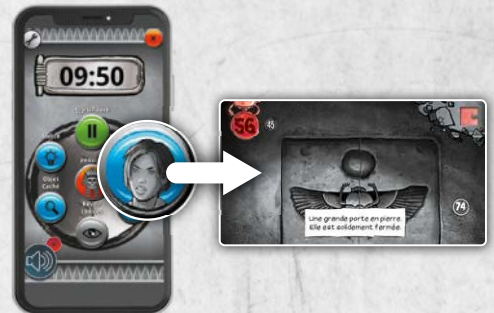 09:50
Objet
Caché
56
45
Une grande porte en pierre.
Elle est solidement fermée.
74